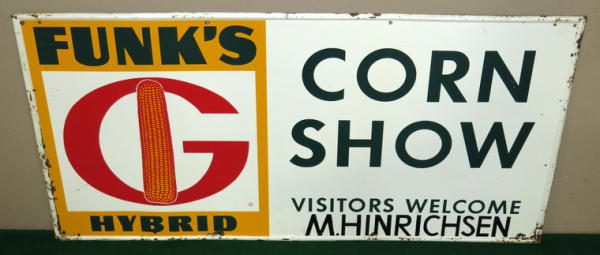 FUNK'S
G
HYBRID
CORN
SHOW
VISITORS WELCOME
M.HINRICHSEN